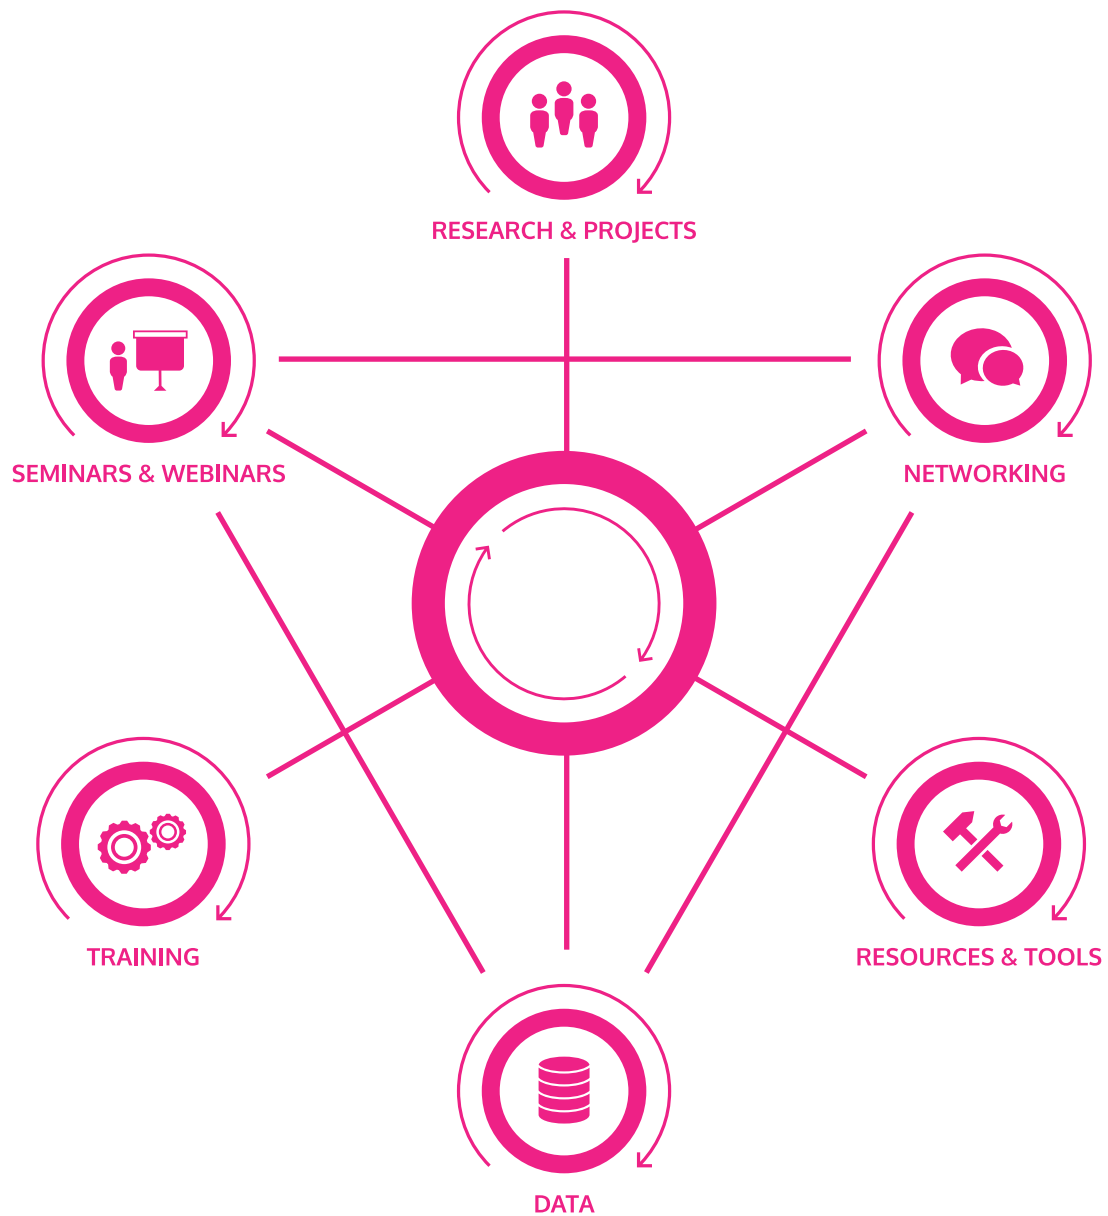 RESEARCH & PROJECTS
SEMINARS & WEBINARS
NETWORKING
TRAINING
RESOURCES & TOOLS
DATA